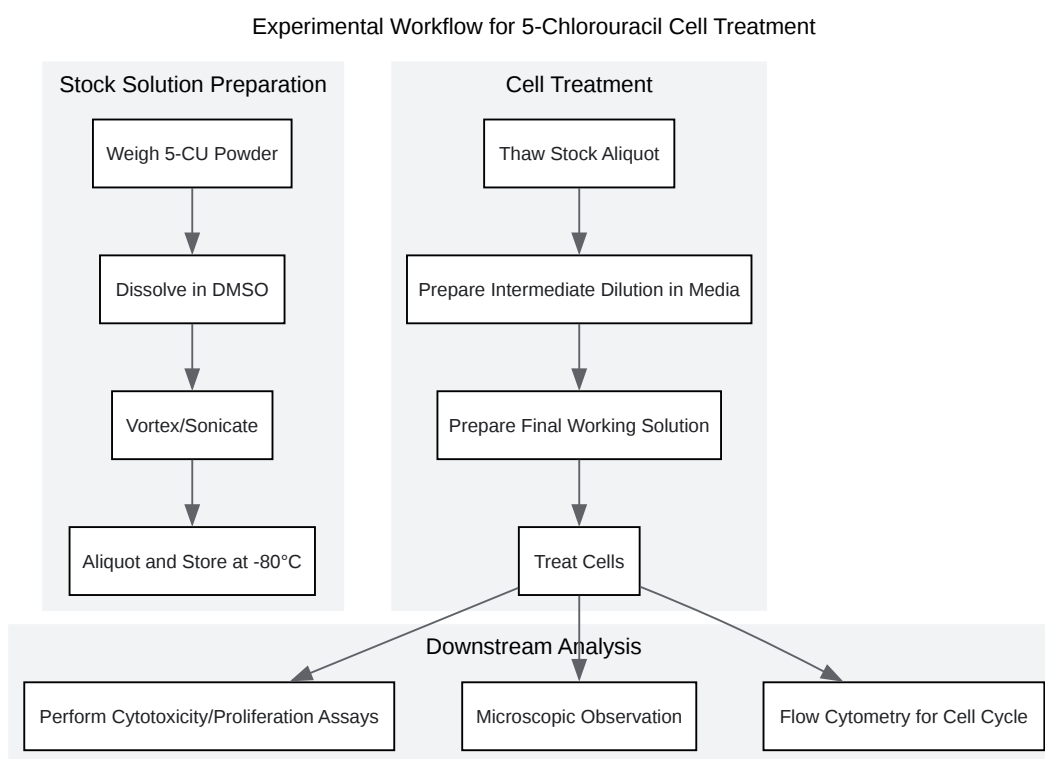 Experimental Workflow for 5-Chlorouracil Cell Treatment
Stock Solution Preparation
Weigh 5-CU Powder
Dissolve in DMSO
Vortex/Sonicate
Aliquot and Store at -80°C
Cell Treatment
Thaw Stock Aliquot
Prepare Intermediate Dilution in Media
Prepare Final Working Solution
Treat Cells
Downstream Analysis
Perform Cytotoxicity/Proliferation Assays
Microscopic Observation
Flow Cytometry for Cell Cycle